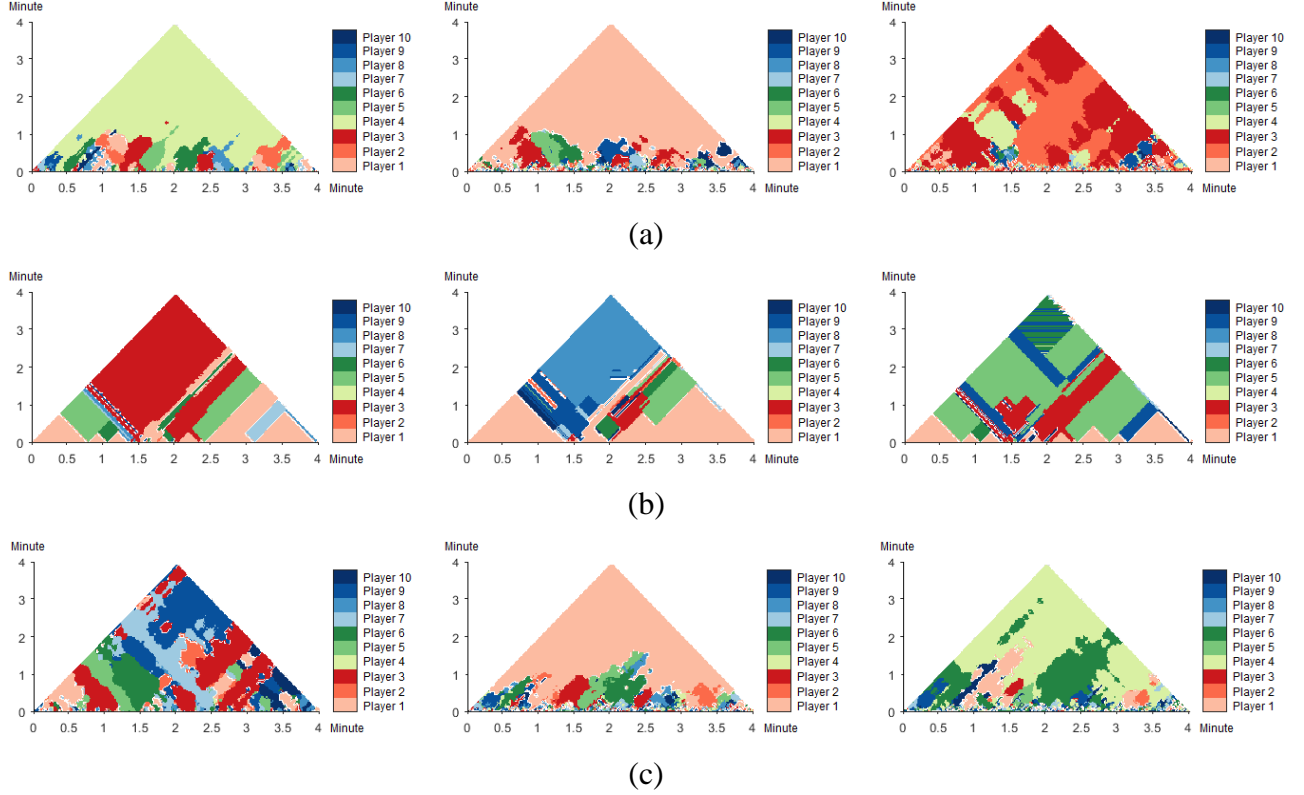 Minute Minute Minute
4 Player 10 4 Player 10 4 Player 10
Player 9 Player 9 Player 9
3 Player 8 3 Player 8 3 Player 8
Player 7 Player 7 Player 7
2 Player 6 2 Player 6 2 Player 6
Player 5 Player 5 Player 5
Player 4 Player 4 Player 4
1 Player 3 1 Player 3 1 Player 3
Player 2 Player 2 Player 2
0 Player 1 0 Player 1 0 Player 1
0 0.5 1 1.5 2 2.5 3 3.5 4 Minute 0 0.5 1 1.5 2 2.5 3 3.5 4 Minute 0 0.5 1 1.5 2 2.5 3 3.5 4 Minute
(a)
Minute Minute Minute
4 Player 10 4 Player 10 4 Player 10
Player 9 Player 9 Player 9
3 Player 8 3 Player 8 3 Player 8
Player 7 Player 7 Player 7
2 Player 6 2 Player 6 2 Player 6
Player 5 Player 5 Player 5
Player 4 Player 4 Player 4
1 Player 3 1 Player 3 1 Player 3
Player 2 Player 2 Player 2
0 Player 1 0 Player 1 0 Player 1
0 0.5 1 1.5 2 2.5 3 3.5 4 Minute 0 0.5 1 1.5 2 2.5 3 3.5 4 Minute 0 0.5 1 1.5 2 2.5 3 3.5 4 Minute
(b)
Minute Minute Minute
4 Player 10 4 Player 10 4 Player 10
Player 9 Player 9 Player 9
3 Player 8 3 Player 8 3 Player 8
Player 7 Player 7 Player 7
2 Player 6 2 Player 6 2 Player 6
Player 5 Player 5 Player 5
Player 4 Player 4 Player 4
1 Player 3 1 Player 3 1 Player 3
Player 2 Player 2 Player 2
0 Player 1 0 Player 1 0 Player 1
0 0.5 1 1.5 2 2.5 3 3.5 4 Minute 0 0.5 1 1.5 2 2.5 3 3.5 4 Minute 0 0.5 1 1.5 2 2.5 3 3.5 4 Minute
(c)